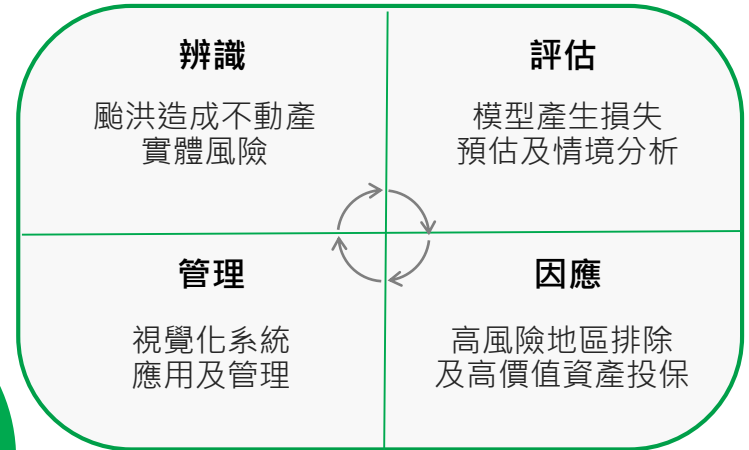 辨識
颱洪造成不動產
實體風險
評估
模型產生損失
預估及情境分析
管理
視覺化系統
應用及管理
因應
高風險地區排除
及高價值資產投保